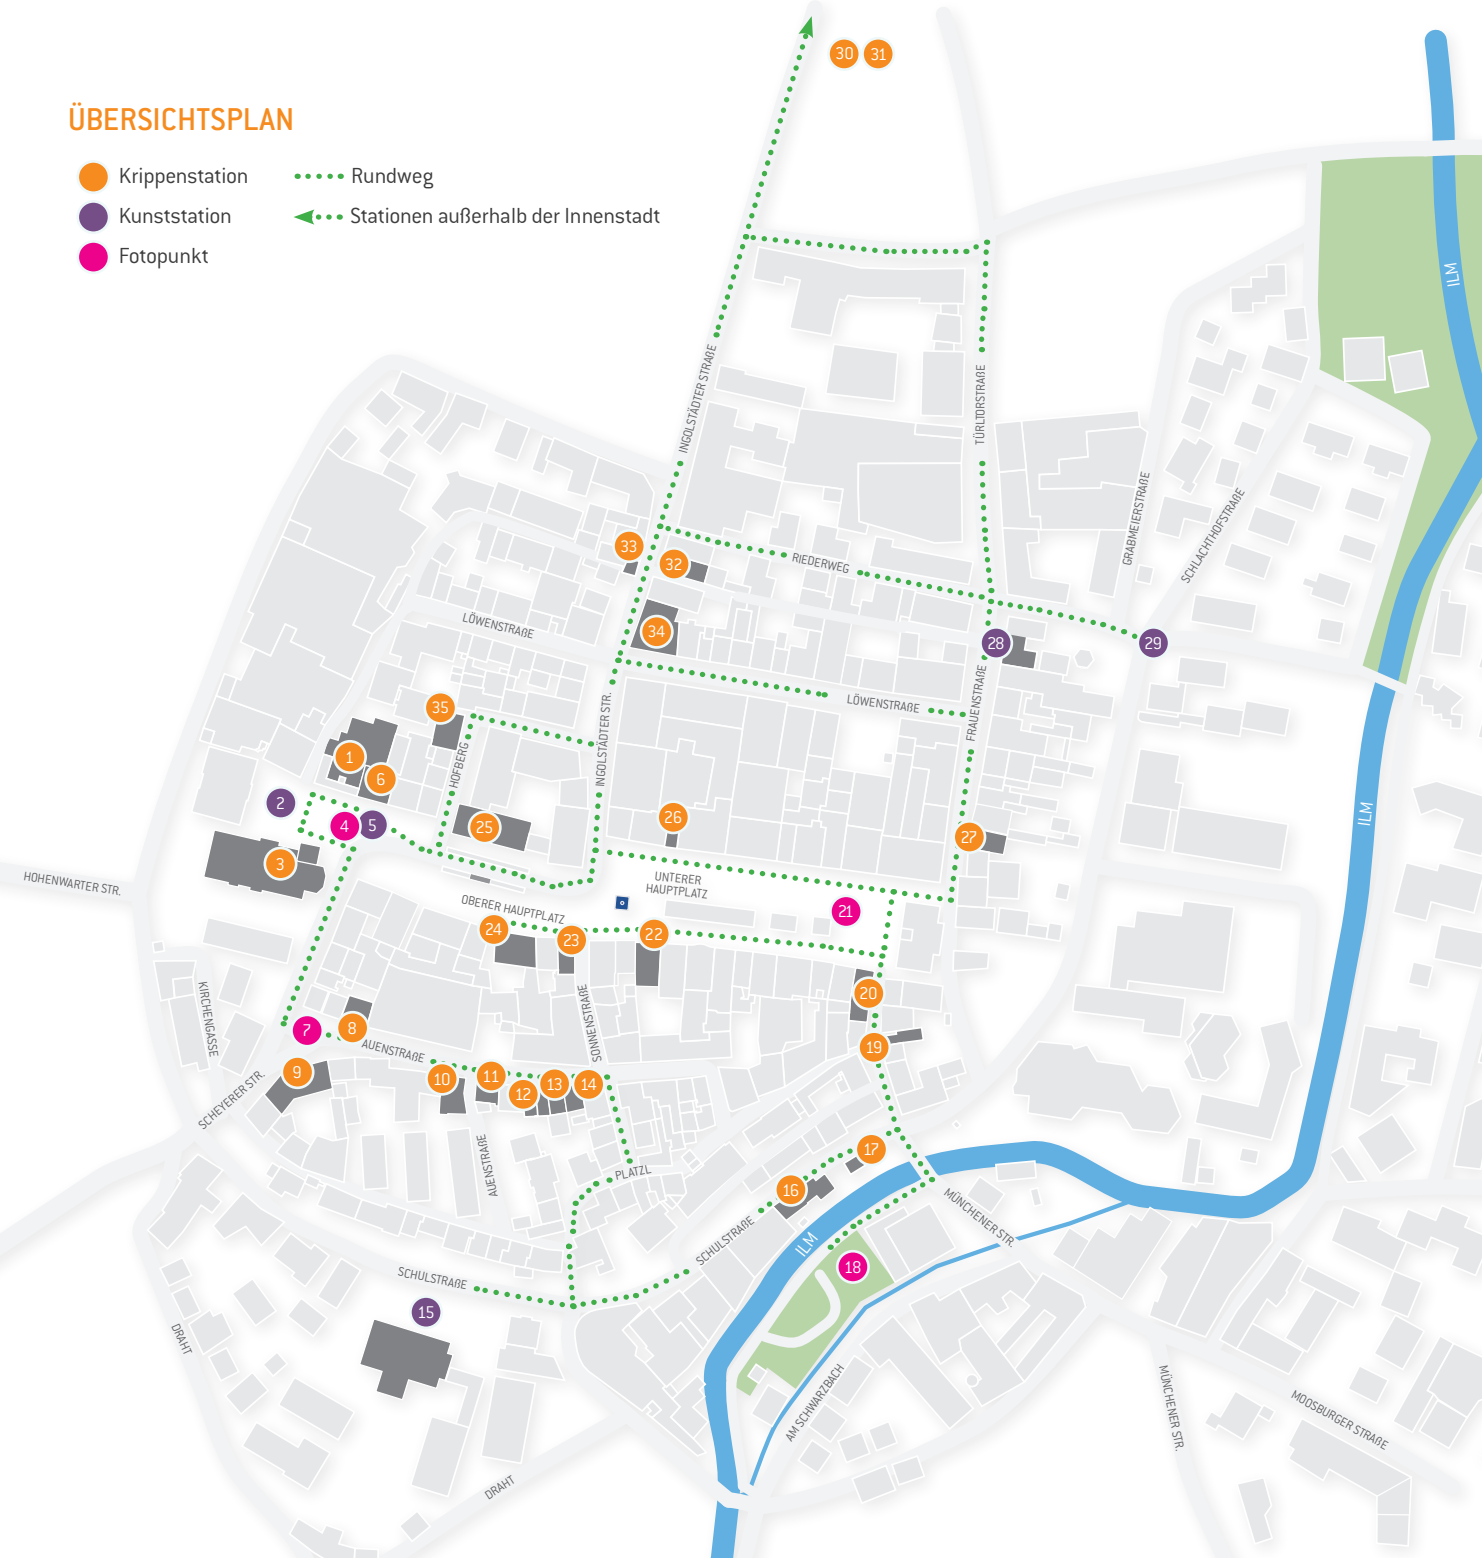 30 31
ÜBERSICHTSPLAN
Krippenstation
Rundweg
Kunststation
Stationen außerhalb der Innenstadt
Fotopunkt
ILM
INGOLSTÄDTER STRAßE
TÜRLTORSTRAßE
GRABMEIERSTRAßE
SCHLACHTHOFSTRAßE
33
32
RIEDERWEG
34
LÖWENSTRAßE
28
29
35
INGOLSTÄDTER STR.
LÖWENSTRAßE
FRAUENSTRAßE
1
6
HOFBERG
2
4
5
25
26
27
ILM
3
HOHENWARTER STR.
UNTERER
HAUPTPLATZ
OBERER HAUPTPLATZ
21
24
23
22
20
KIRCHENGASSE
SONNENSTRAßE
7
8
AUENSTRAßE
19
9
10
11
12
13
14
SCHEYERER STR.
AUENSTRAßE
PLATZL
17
16
MÜNCHENER STR.
SCHULSTRAßE
ILM
18
SCHULSTRAßE
15
DRAHT
AM SCHWARZBACH
MÜNCHENER STR.
MOOSBURGER STRAßE
DRAHT